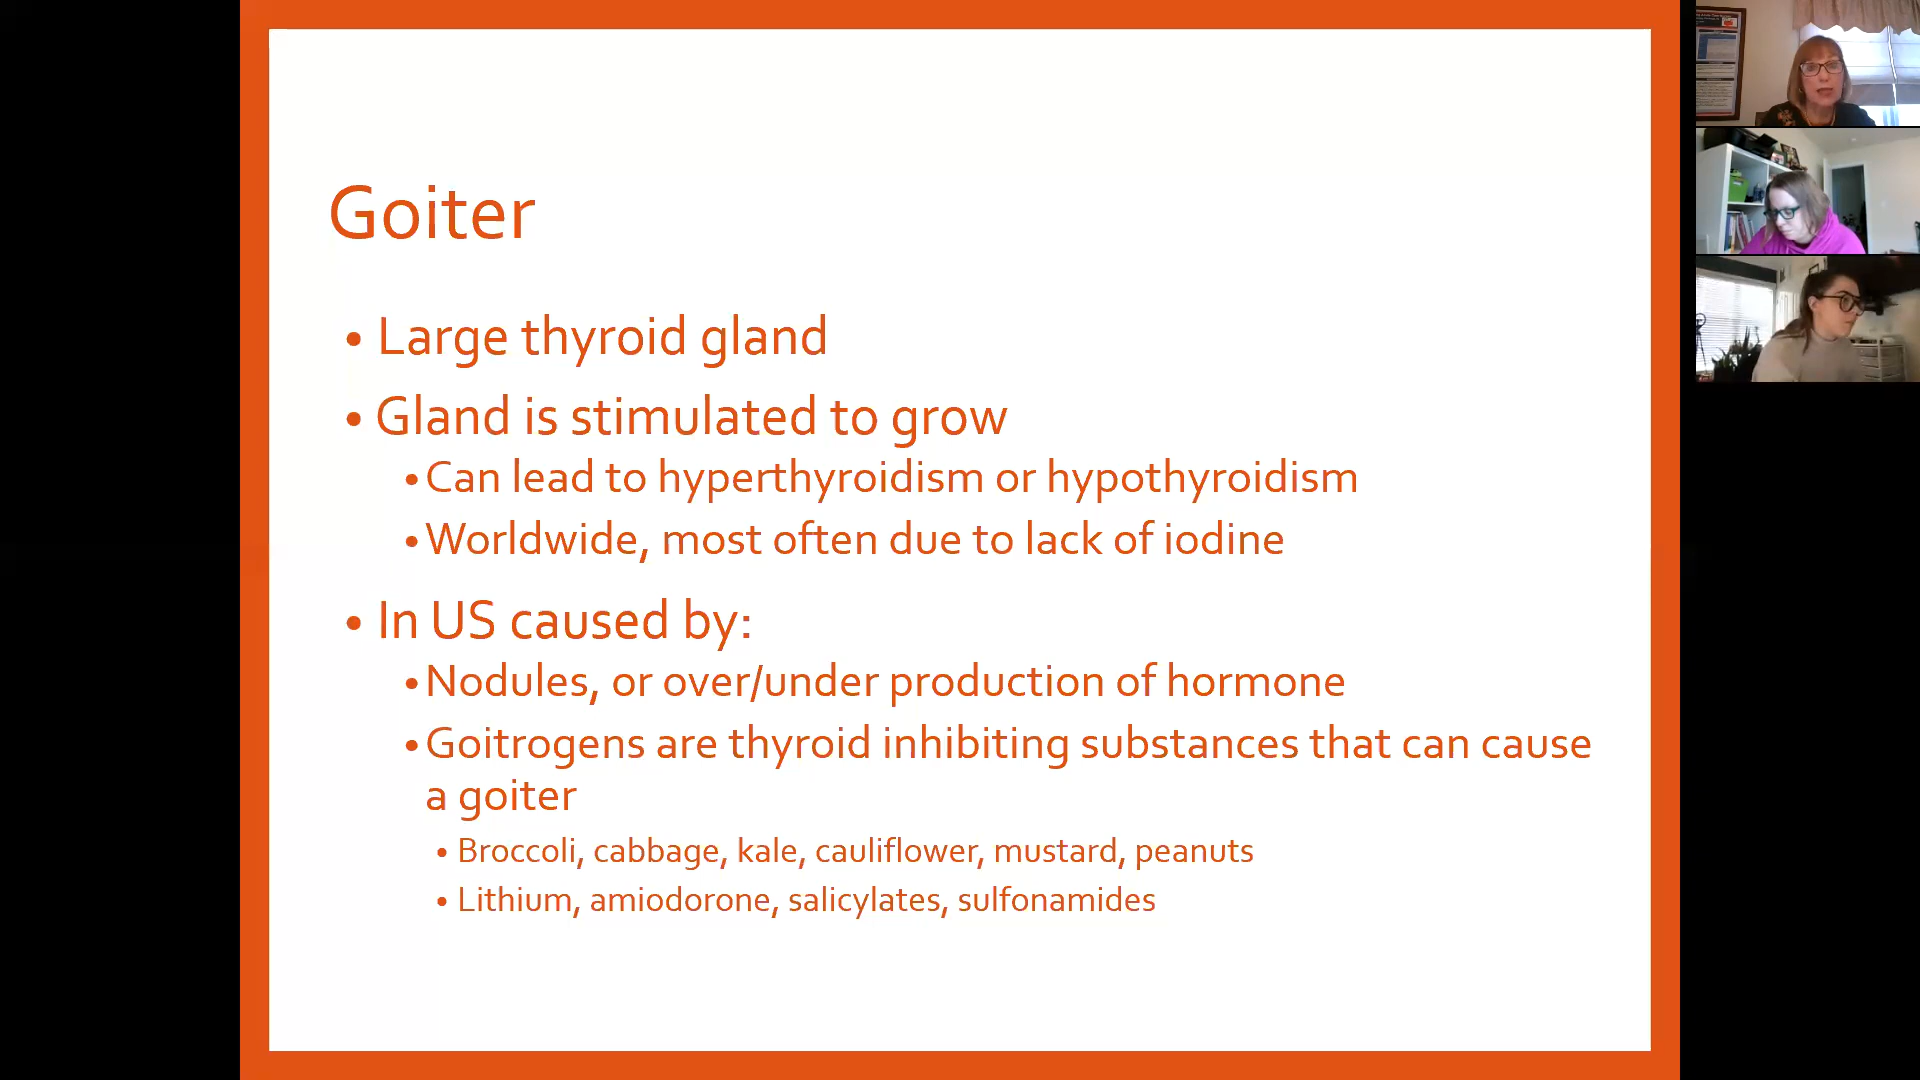 Goiter
• Large thyroid gland
• Gland is stimulated to grow
• Can lead to hyperthyroidism or hypothyroidism
• Worldwide, most often due to lack of iodine
• In US caused by:
• Nodules, or over/under production of hormone
• Goitrogens are thyroid inhibiting substances that can cause
a goiter
• Broccoli, cabbage, kale, cauliflower, mustard, peanuts
• Lithium, amiodorone, salicylates, sulfonamides